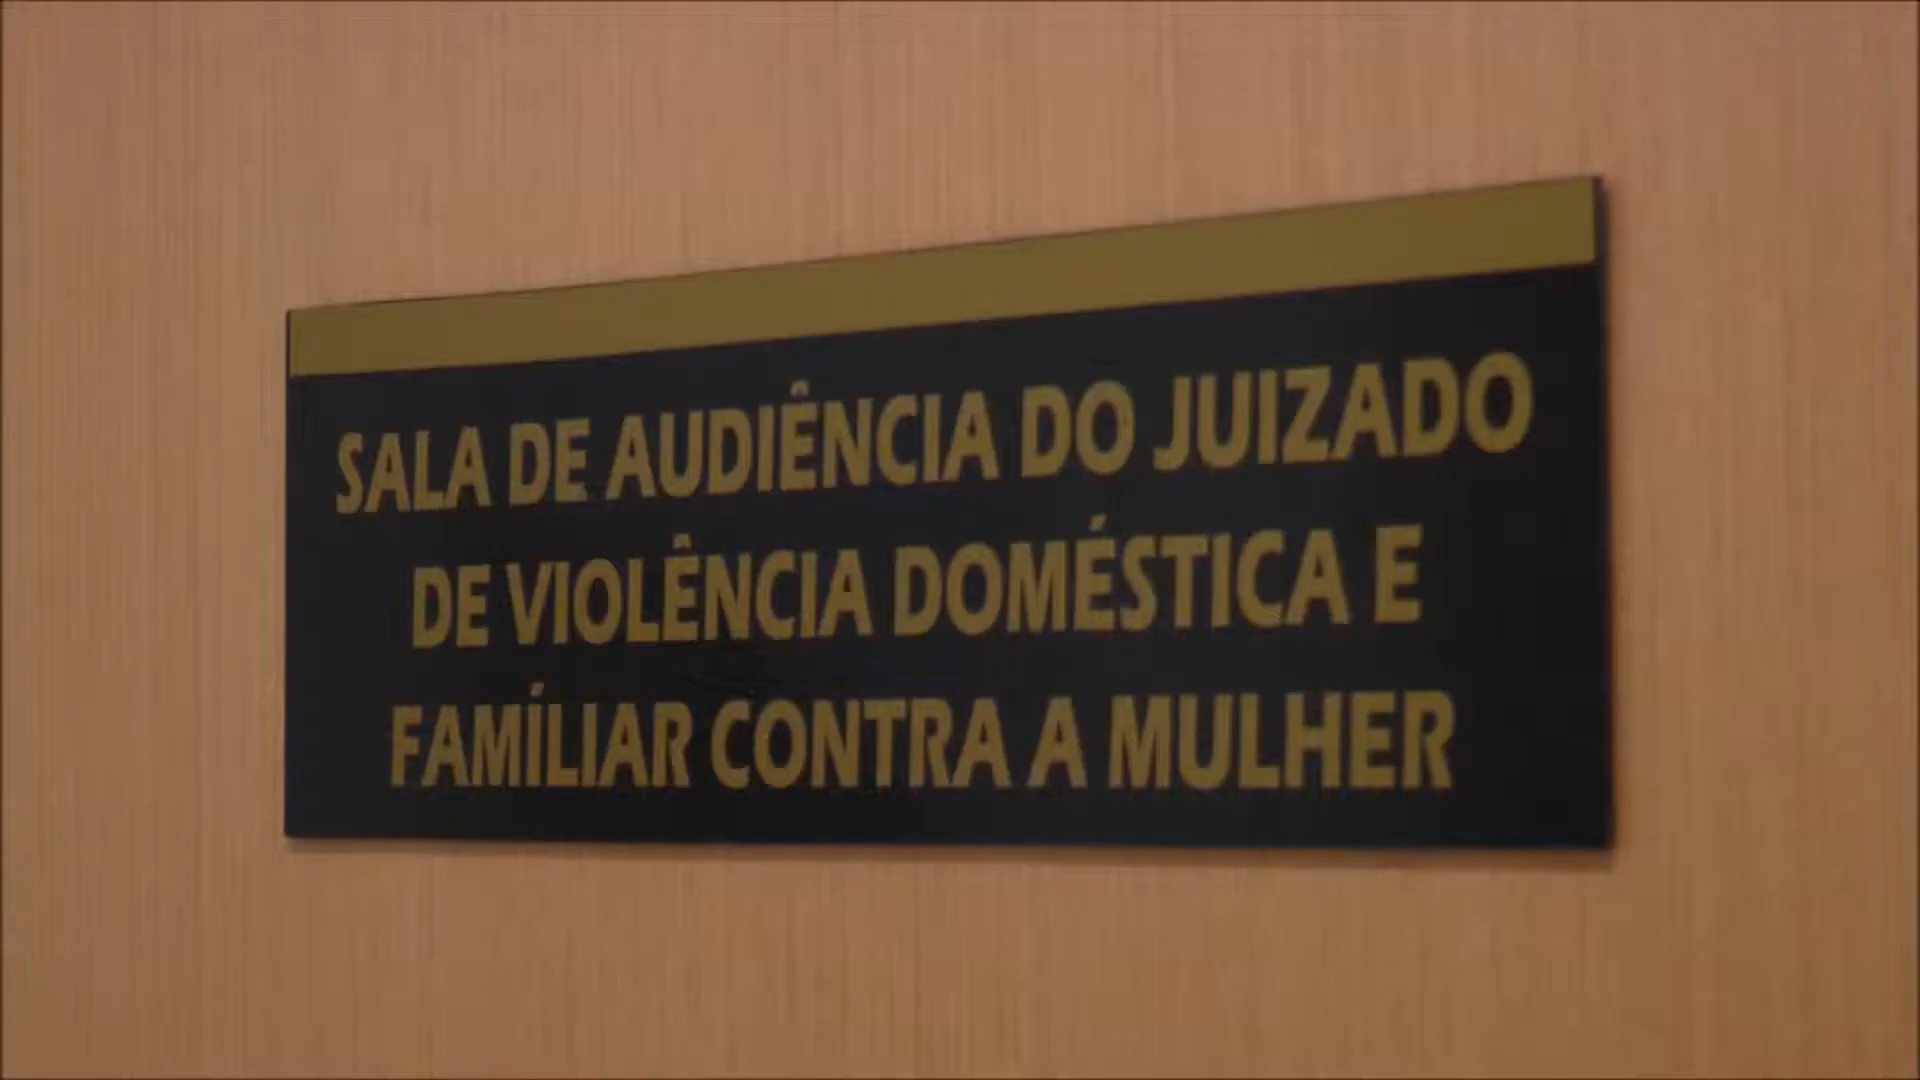 SALA DE AUDIÊNCIA DO JUIZADO
DE VIOLÊNCIA DOMÉSTICA E
FAMÍLIAR CONTRA A MULHER